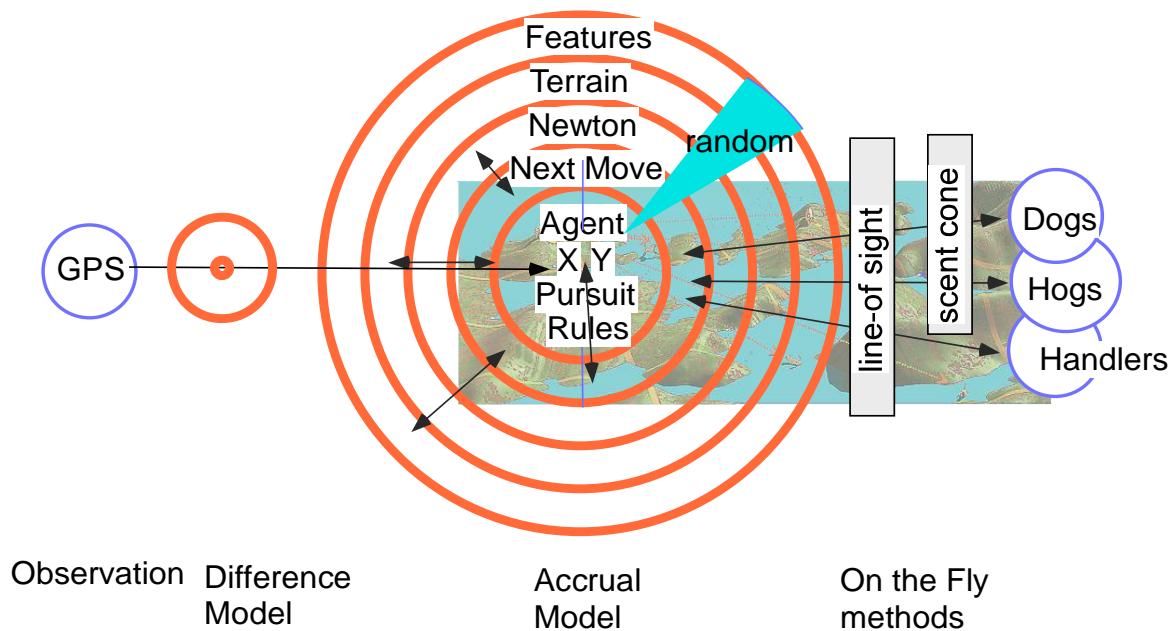 Features
Terrain
Newton
random
Next Move
Agent
X Y
Pursuit
Rules
GPS
line-of sight
scent cone
Dogs
Hogs
Handlers
Observation
Difference
Model
Accrual
Model
On the Fly
methods